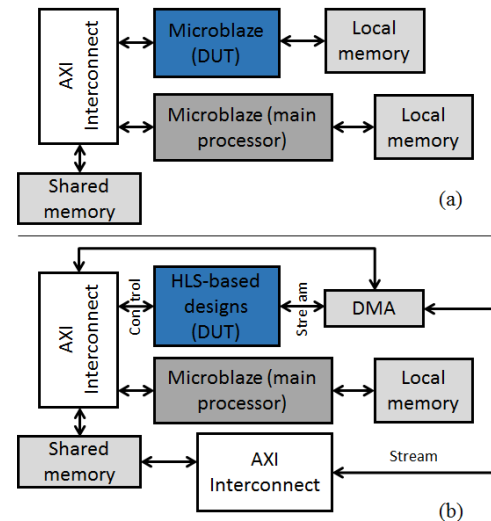 AXI
Interconnect
Microblaze
(DUT)
Local
memory
Microblaze (main
processor)
Local
memory
Shared
memory
(a)
AXI
Interconnect
Control
HLS-based
designs
(DUT)
Stream
DMA
Microblaze (main
processor)
Local
memory
Shared
memory
AXI
Interconnect
Stream
(b)